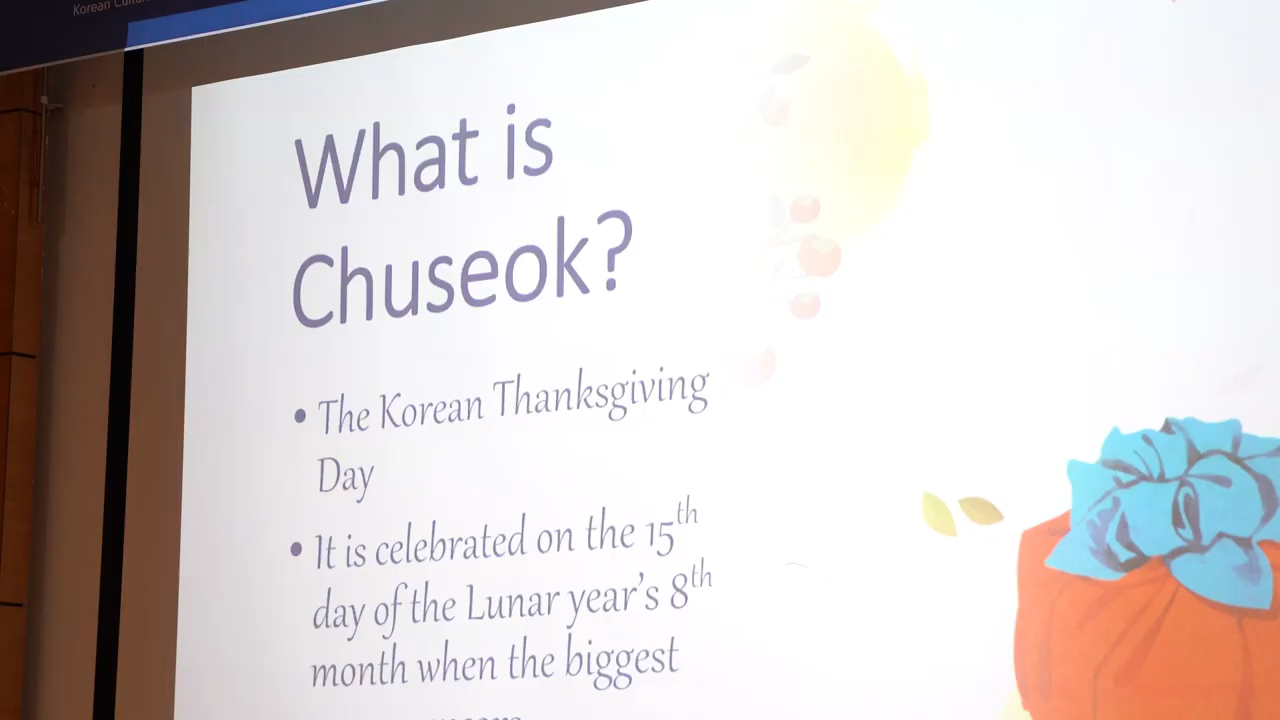 Korean
What is
Chuseok?
• The Korean Thanksgiving
Day
• It is celebrated on the 15th
day of the Lunar year's 8th
month when the biggest